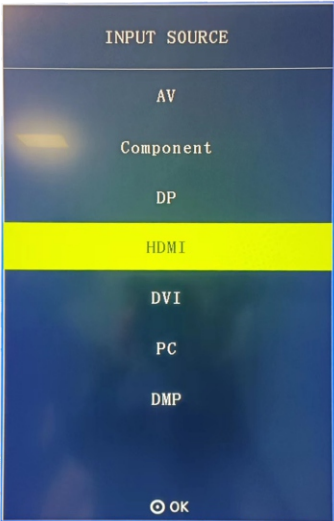 INPUT SOURCE
AV
Component
DP
HDMI
DVI
PC
DMP
OK